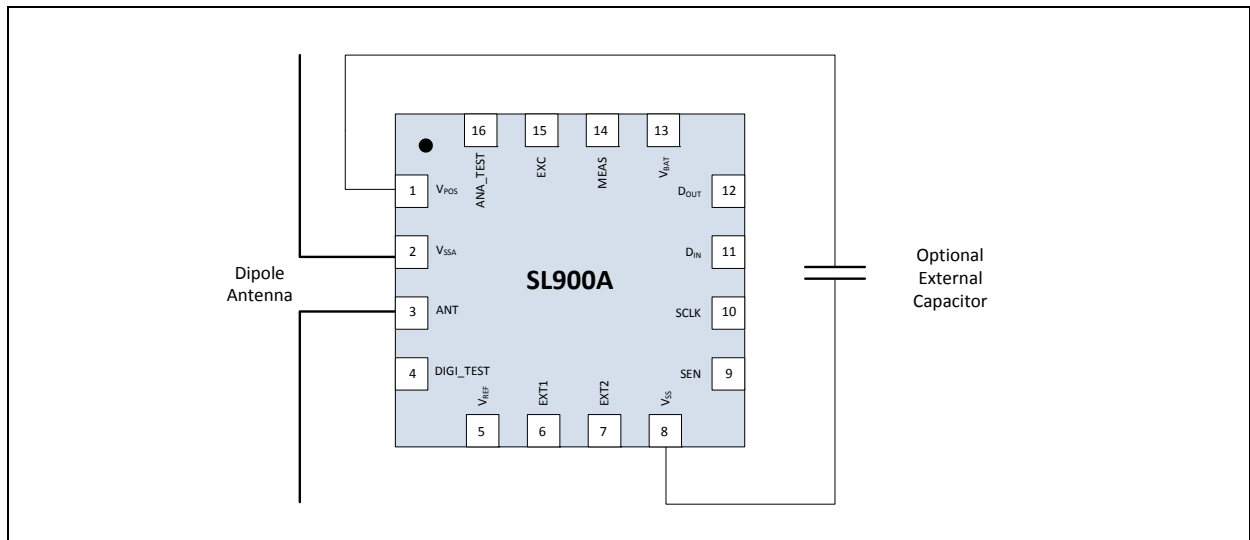 16
15
14
13
ANA_TEST
EXC
MEAS
VBAT
1
VPOS
DOUT
12
2
VSSA
DIN
11
Dipole
Antenna
SL900A
Optional
External
Capacitor
3
ANT
SCLK
10
4
DIGI_TEST
SEN
9
VREF
EXT1
EXT2
VSS
5
6
7
8